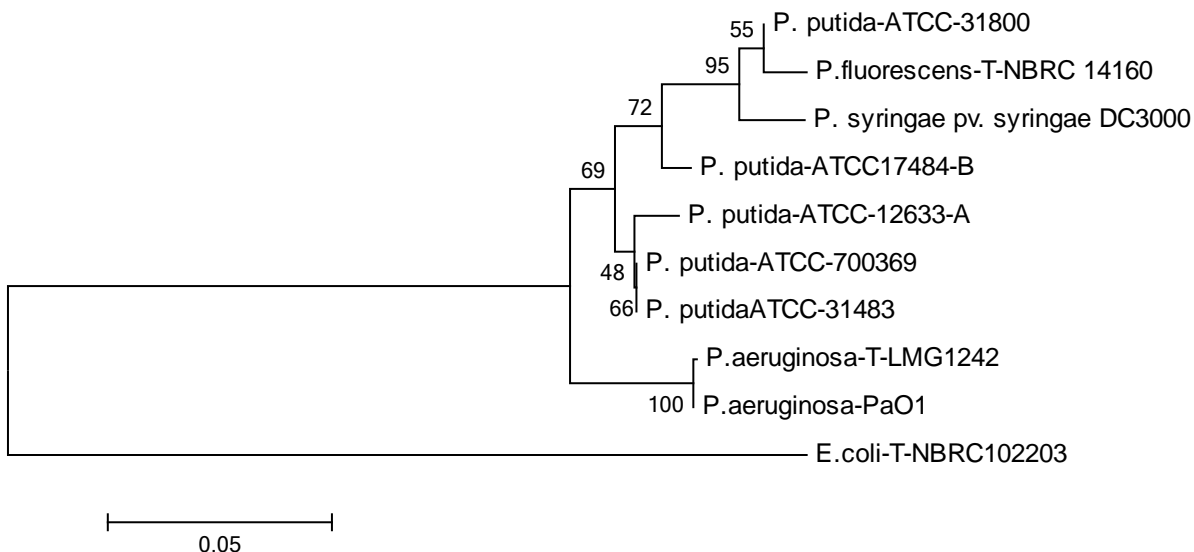 55 P. putida-ATCC-31800
95 P.fluorescens-T-NBRC 14160
72 P. syringae pv. syringae DC3000
69 P. putida-ATCC17484-B
P. putida-ATCC-12633-A
48 P. putida-ATCC-700369
66 P. putidaATCC-31483
P.aeruginosa-T-LMG1242
100 P.aeruginosa-PaO1
E.coli-T-NBRC102203
0.05